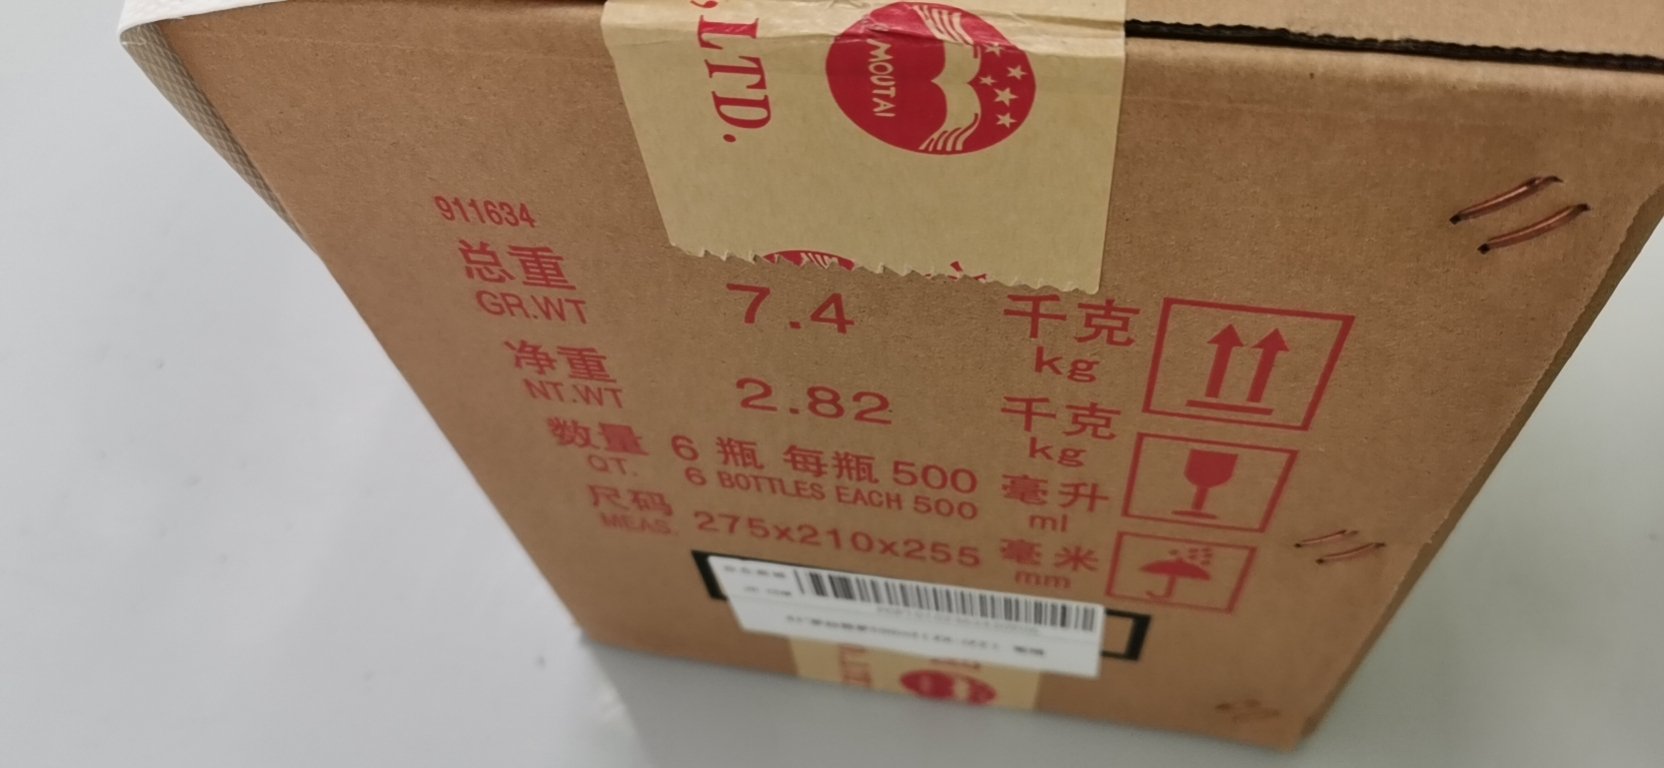 ,LTD.
MOUTAI
911634
总重 7.4 千克
GR.WT kg
净重 2.82 千克
NT.WT kg
数量 6 瓶 每瓶 500 毫升
QT. 6 BOTTLES EACH 500 ml
尺码 275x210x255 毫米
MEAS. mm